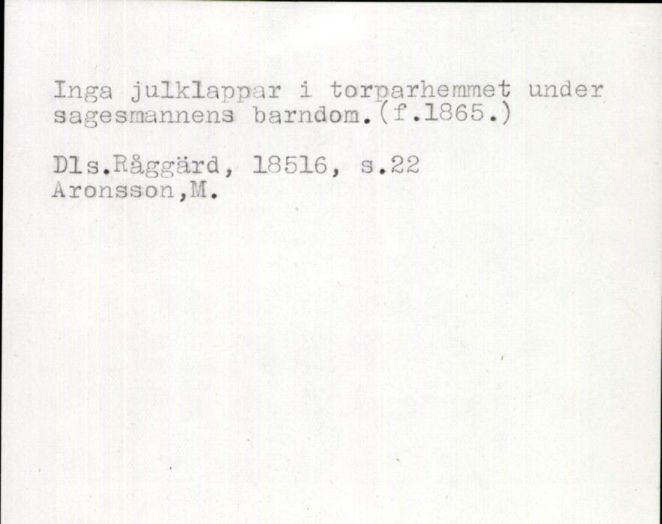 Inga julklappar i torparhemmet under
sagesmannens barndom.(f.1865.)
Dls.Råggärd, 18516, s.22
Aronsson,M.